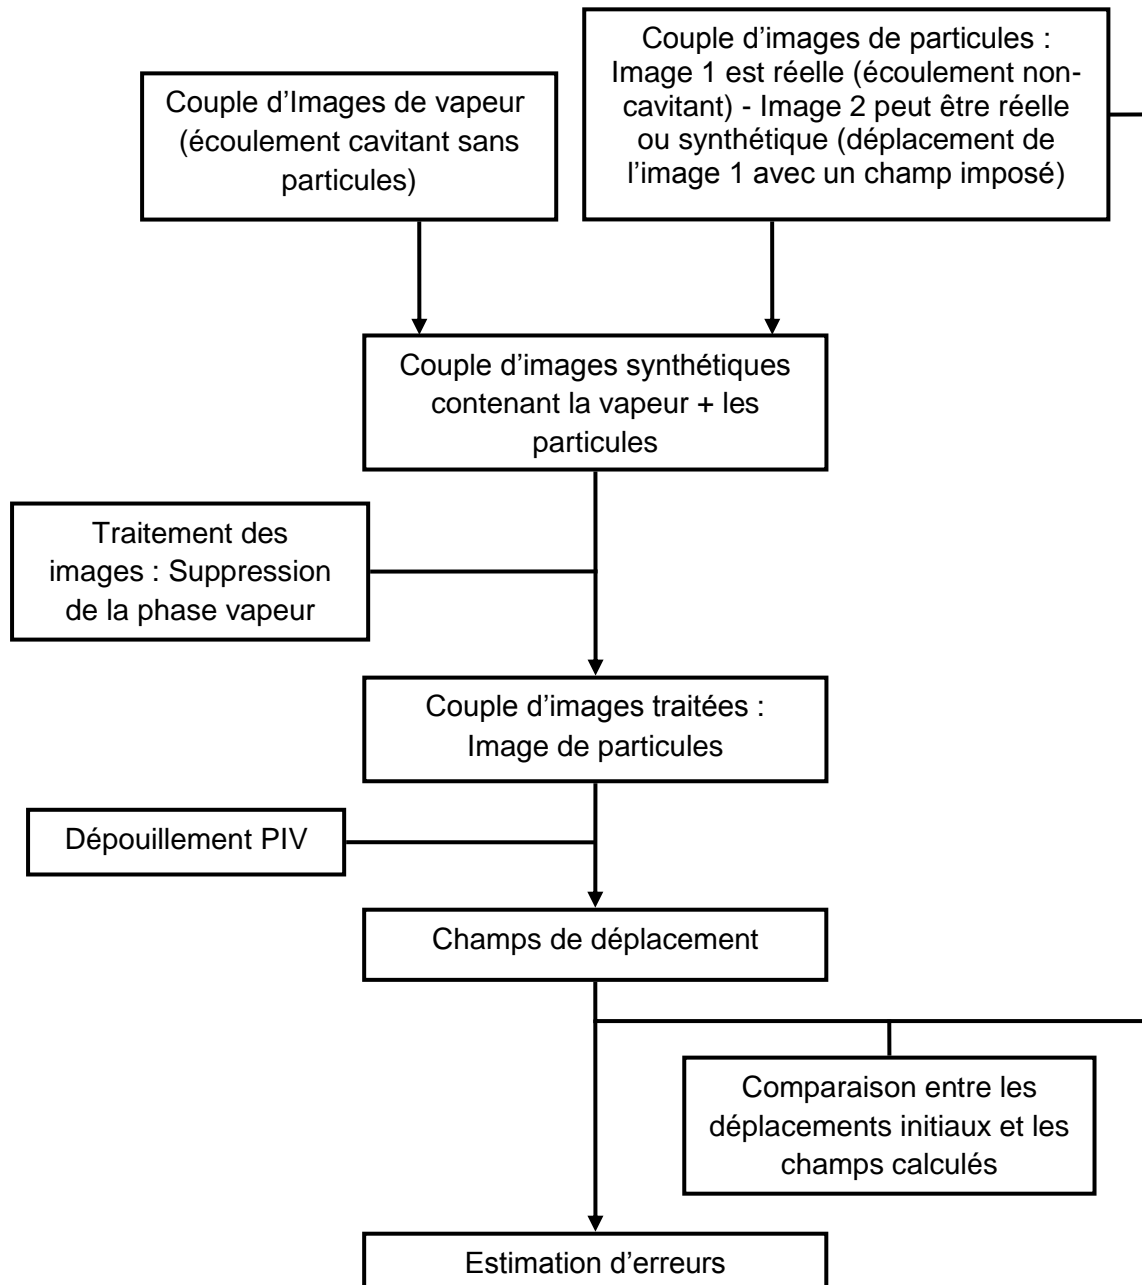 Couple d’Images de vapeur
(écoulement cavitant sans
particules)
Couple d’images de particules :
Image 1 est réelle (écoulement non-
cavitant) - Image 2 peut être réelle
ou synthétique (déplacement de
l’image 1 avec un champ imposé)
Couple d’images synthétiques
contenant la vapeur + les
particules
Traitement des
images : Suppression
de la phase vapeur
Couple d’images traitées :
Image de particules
Dépouillement PIV
Champs de déplacement
Comparaison entre les
déplacements initiaux et les
champs calculés
Estimation d’erreurs